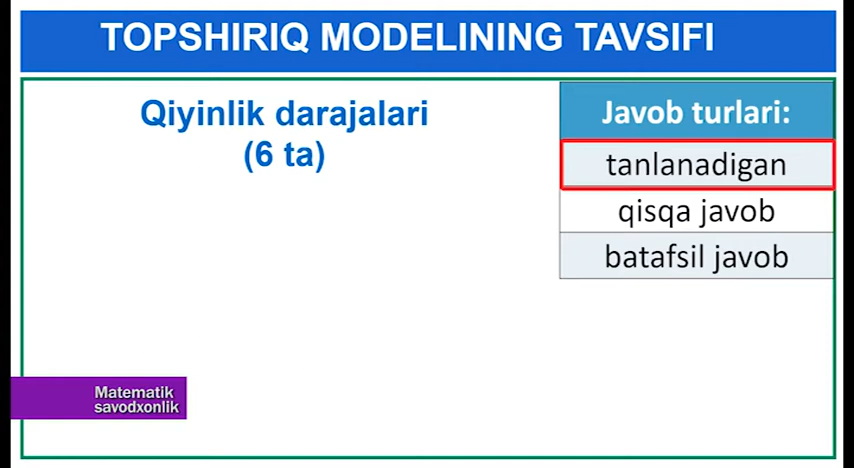 TOPSHIRIQ MODELINING TAVSIFI
Qiyinlik darajalari
(6 ta)
Javob turlari:
tanlanadigan
qisqa javob
batafsil javob
Matematik
savodxonlik